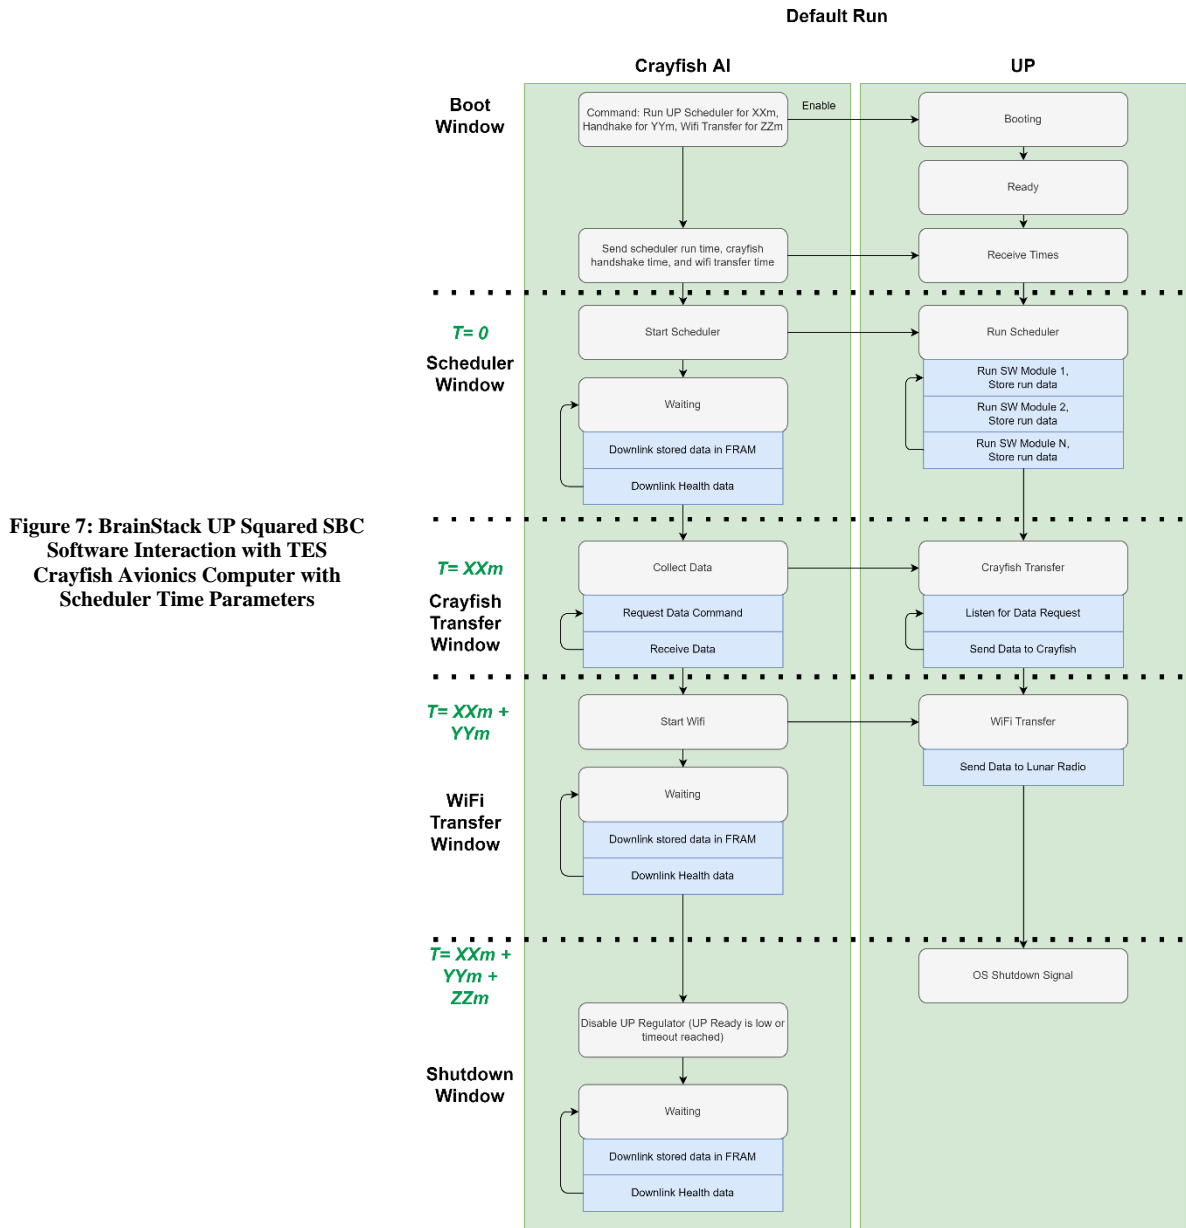 Default Run
Crayfish AI
UP
Boot
Window
Command: Run UP Scheduler for XXm,
Handhake for YYm, Wifi Transfer for ZZm
Enable
Booting
Ready
Send scheduler run time, crayfish
handshake time, and wifi transfer time
Receive Times
T= 0
Scheduler
Window
Start Scheduler
Run Scheduler
Run SW Module 1,
Store run data
Run SW Module 2,
Store run data
Run SW Module N,
Store run data
Waiting
Downlink stored data in FRAM
Downlink Health data
Figure 7: BrainStack UP Squared SBC
Software Interaction with TES
Crayfish Avionics Computer with
Scheduler Time Parameters
T= XXm
Crayfish
Transfer
Window
Collect Data
Request Data Command
Receive Data
Crayfish Transfer
Listen for Data Request
Send Data to Crayfish
T= XXm +
YYm
WiFi
Transfer
Window
Start Wifi
WiFi Transfer
Send Data to Lunar Radio
Waiting
Downlink stored data in FRAM
Downlink Health data
T= XXm +
YYm +
ZZm
OS Shutdown Signal
Shutdown
Window
Disable UP Regulator (UP Ready is low or
timeout reached)
Waiting
Downlink stored data in FRAM
Downlink Health data